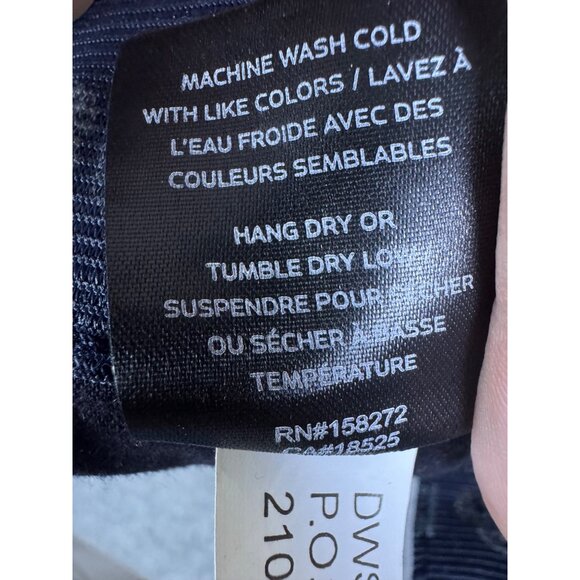 MACHINE WASH COLD
WITH LIKE COLORS / LAVEZ À
L'EAU FROIDE AVEC DES
COULEURS SEMBLABLES
HANG DRY OR
TUMBLE DRY LOW
SUSPENDRE POUR SÉCHER
OU SÉCHER À BASSE
TEMPÉRATURE
RN#158272
CA#18525
DWS
P.O.
210